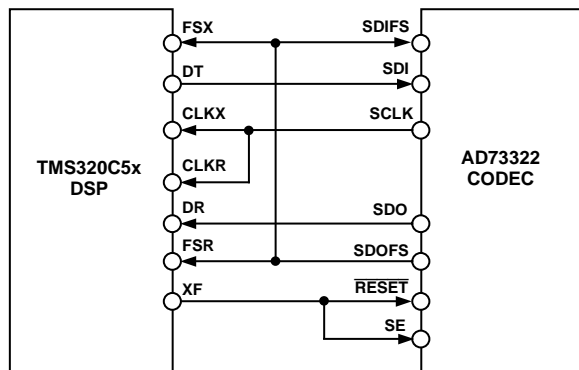 FSX
SDIFS
DT
SDI
CLKX
SCLK
TMS320C5x
DSP
CLKR
AD73322
CODEC
DR
SDO
FSR
SDOFS
XF
RESET
SE